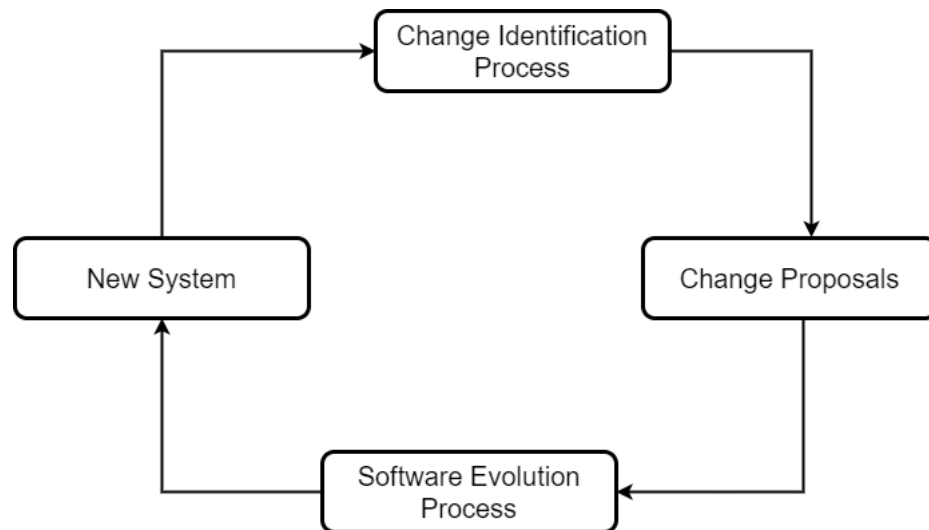 Change Identification
Process
New System
Change Proposals
Software Evolution
Process